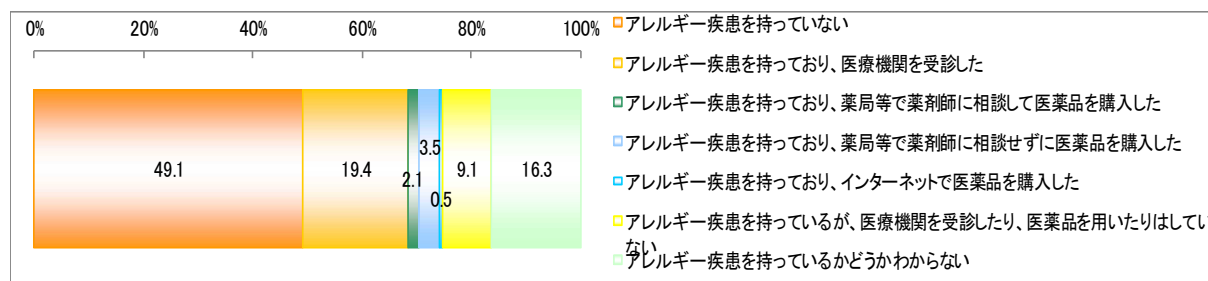 0% 20% 40% 60% 80% 100%
49.1 19.4 2.1 3.5 0.5 9.1 16.3
アレルギー疾患を持っていない
アレルギー疾患を持っており、医療機関を受診した
アレルギー疾患を持っており、薬局等で薬剤師に相談して医薬品を購入した
アレルギー疾患を持っており、薬局等で薬剤師に相談せずに医薬品を購入した
アレルギー疾患を持っており、インターネットで医薬品を購入した
アレルギー疾患を持っているが、医療機関を受診したり、医薬品を用いたりはしてい
ない
アレルギー疾患を持っているかどうかわからない